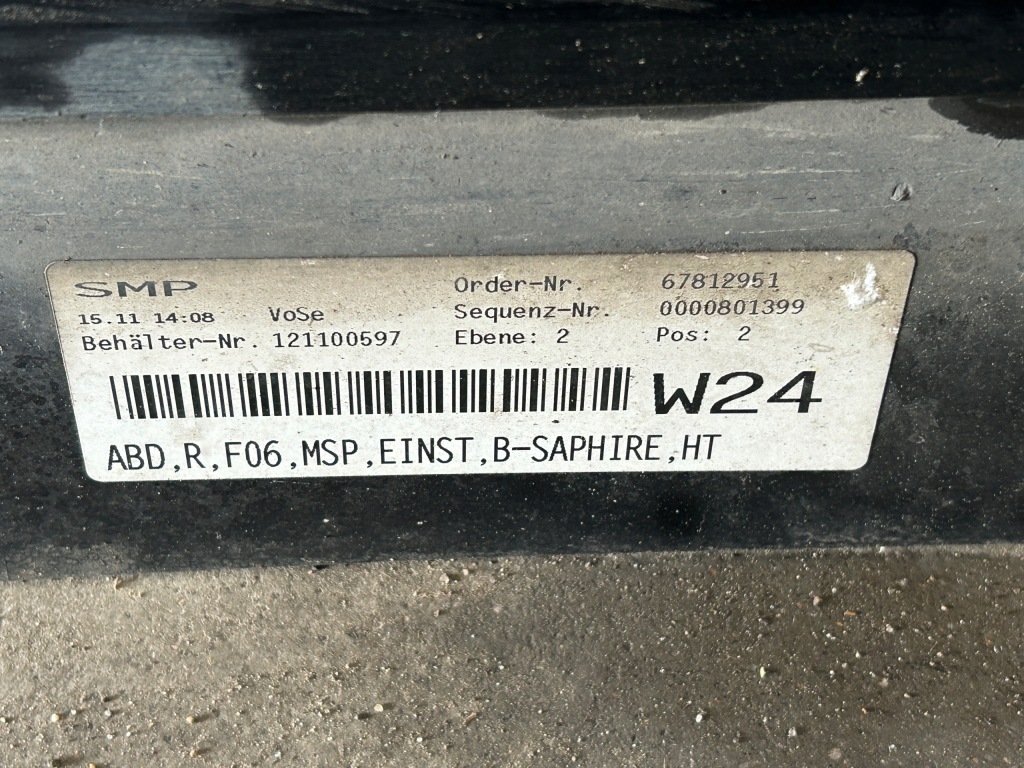 SMP Order-Nr. 67812951
15.11 14:08 VoSe Sequenz-Nr. 0000801399
Behälter-Nr. 121100597 Ebene: 2 Pos: 2
W24
ABD,R,F06,MSP,EINST,B-SAPHIRE,HT